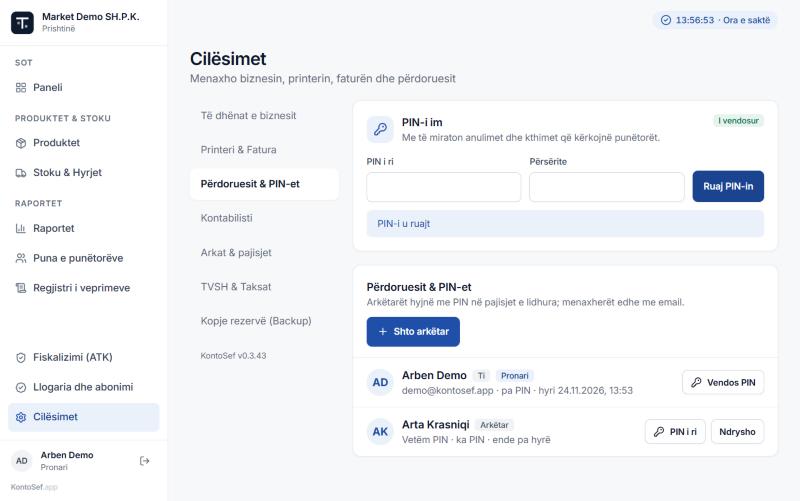 Market Demo SH.P.K.
Prishtinë
SOT
Paneli
PRODUKTET & STOKU
Produktet
Stoku & Hyrjet
RAPORTET
Raportet
Puna e punëtorëve
Regjistri i veprimeve
Fiskalizimi (ATK)
Llogaria dhe abonimi
Cilësimet
AD
Arben Demo
Pronari
KontoSef.app
13:56:53 · Ora e saktë
Cilësimet
Menaxho biznesin, printerin, faturën dhe përdoruesit
Të dhënat e biznesit
Printeri & Fatura
Përdoruesit & PIN-et
Kontabilisti
Arkat & pajisjet
TVSH & Taksat
Kopje rezervë (Backup)
KontoSef v0.3.43
PIN-i im
I vendosur
Me të miraton anulimet dhe kthimet që kërkojnë punëtorët.
PIN i ri
Përsërite
Ruaj PIN-in
PIN-i u ruajt
Përdoruesit & PIN-et
Arkëtarët hyjnë me PIN në pajisjet e lidhura; menaxherët edhe me email.
+ Shto arkëtar
AD
Arben Demo Ti Pronari
demo@kontosef.app · pa PIN · hyri 24.11.2026, 13:53
Vendos PIN
AK
Arta Krasniqi Arkëtar
Vetëm PIN · ka PIN · ende pa hyrë
PIN i ri
Ndrysho